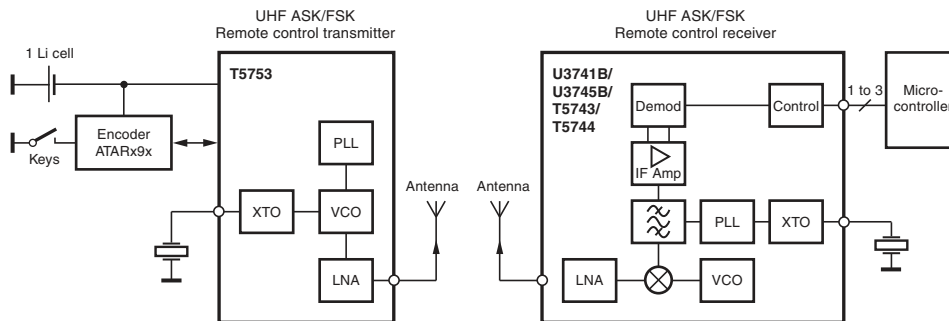 UHF ASK/FSK
Remote control transmitter
1 Li cell
T5753
Encoder
ATARx9x
Keys
PLL
XTO
VCO
LNA
Antenna
Antenna
UHF ASK/FSK
Remote control receiver
U3741B/
U3745B/
T5743/
T5744
Demod
Control
1 to 3
Micro-
controller
IF Amp
PLL
XTO
LNA
VCO